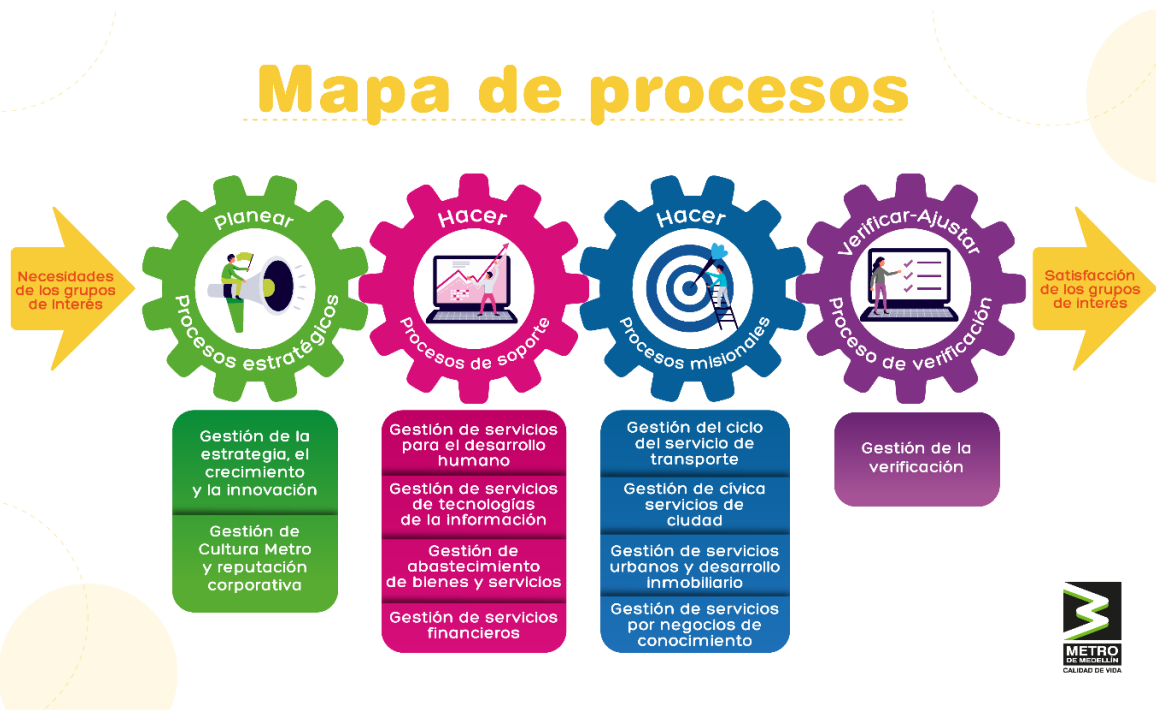 Mapa de procesos
Necesidades
de los grupos
de Interés
Planear
Procesos estratégicos
Hacer
Procesos de soporte
Hacer
Procesos misionales
Verificar-Ajustar
Proceso de verificación
Satisfacción
de los grupos
de interés
Gestión de la
estrategia, el
crecimiento
y la innovación
Gestión de
Cultura Metro
y reputación
corporativa
Gestión de servicios
para el desarrollo
humano
Gestión de servicios
de tecnologías
de la información
Gestión de
abastecimiento
de bienes y servicios
Gestión de servicios
financieros
Gestión del ciclo
del servicio de
transporte
Gestión de cívica
servicios de
ciudad
Gestión de servicios
urbanos y desarrollo
inmobiliario
Gestión de servicios
por negocios de
conocimiento
Gestión de la
verificación
METRO
DE MEDELLÍN
CALIDAD DE VIDA